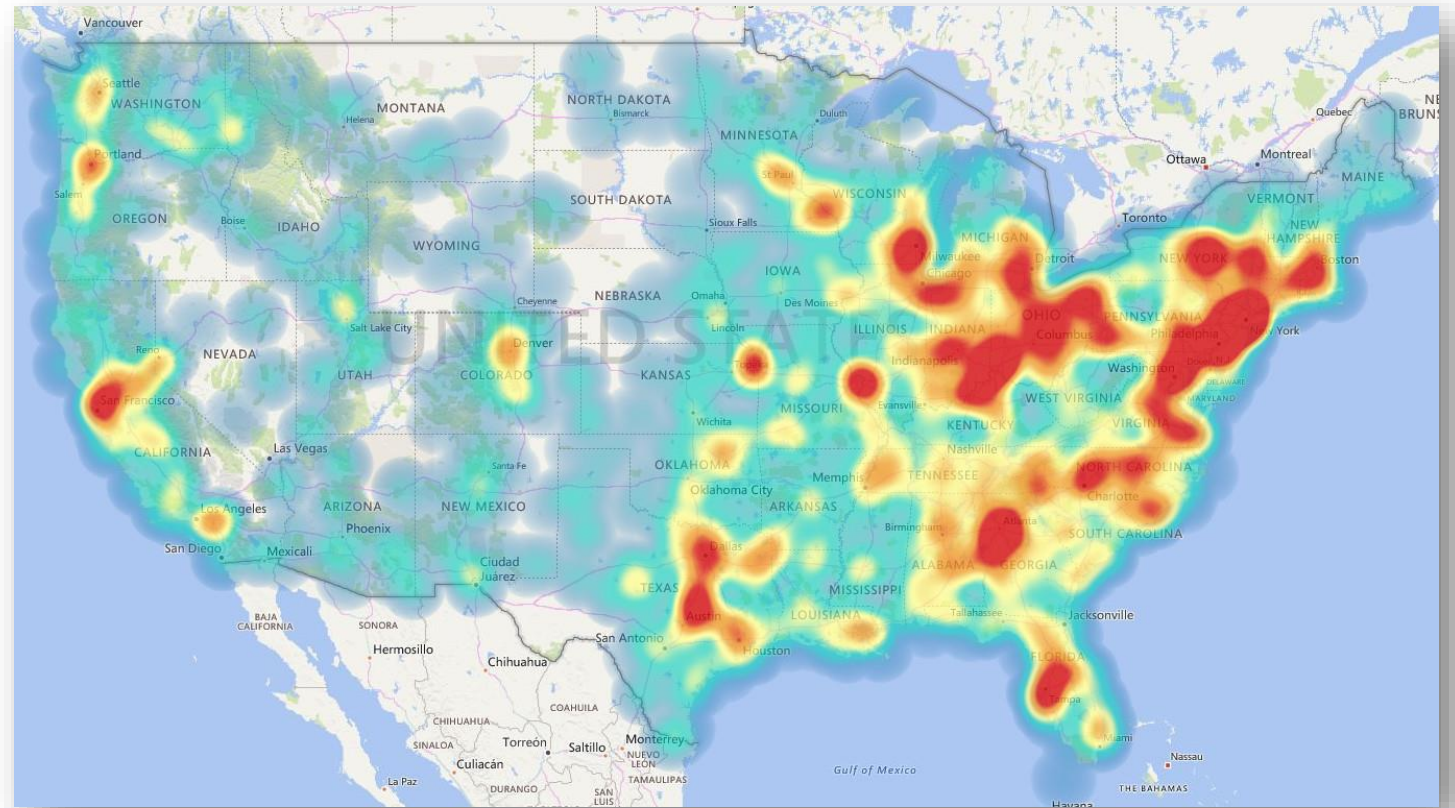 Vancouver
Seattle
WASHINGTON
MONTANA
Helena
NORTH DAKOTA
Bismarck
Duluth
MINNESOTA
Quebec
NE
BRUNS
Ottawa
Montreal
Portland
Salem
OREGON
Boise
IDAHO
SOUTH DAKOTA
St Paul
WISCONSIN
MAINE
VERMONT
Toronto
NEW
HAMPSHIRE
WYOMING
Sioux Falls
MICHIGAN
Milwaukee
Detroit
NEW YORK
Boston
Chicago
IOWA
Cheyenne
NEBRASKA
Omaha
Des Moines
Lincoln
Salt Lake City
UNITED STATES
ILLINOIS
INDIANA
OHIO
Columbus
PENNSYLVANIA
Philadelphia
New York
Reno
NEVADA
Denver
UTAH
COLORADO
KANSAS
Topeka
Indianapolis
Washington
DELAWARE
MARYLAND
San Francisco
MISSOURI
Evansville
WEST VIRGINIA
VIRGINIA
KENTUCKY
Wichita
CALIFORNIA
Las Vegas
Santa Fe
OKLAHOMA
Nashville
Memphis
TENNESSEE
NORTH CAROLINA
Oklahoma City
Charlotte
Los Angeles
ARIZONA
NEW MEXICO
ARKANSAS
Phoenix
Birmingham
Atlanta
SOUTH CAROLINA
San Diego
Mexicali
Dallas
Ciudad
Juárez
ALABAMA
GEORGIA
TEXAS
MISSISSIPPI
BAJA
CALIFORNIA
SONORA
Austin
LOUISIANA
Tallahassee
Jacksonville
Hermosillo
Chihuahua
San Antonio
Houston
FLORIDA
Tampa
COAHUILA
CHIHUAHUA
SINALOA
Torreón
Saltillo
Monterrey
NUEVO
LEÓN
Miami
Culiacán
La Paz
DURANGO
SAN
LUIS
TAMAULIPAS
Gulf of Mexico
Nassau
THE BAHAMAS
Havana